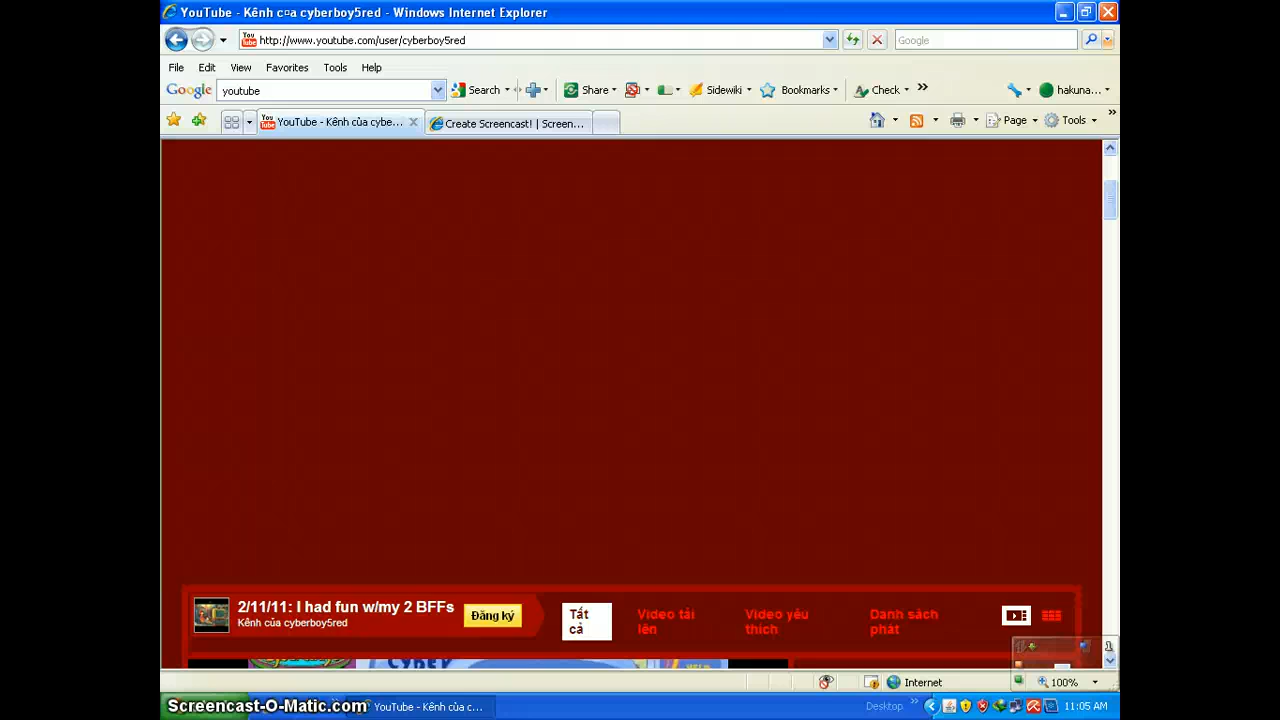 YouTube - Kênh c¤a cyberboy5red - Windows Internet Explorer
http://www.youtube.com/user/cyberboy5red
Google
File Edit View Favorites Tools Help
Google youtube Search Share Sidewiki Bookmarks Check hakuna...
YouTube - Kênh của cybe... Create Screencast! | Screen... Page Tools
2/11/11: I had fun w/my 2 BFFs
Kênh của cyberboy5red
Đăng ký
Tất cả
Video tải lên
Video yêu thích
Danh sách phát
CYBER
Internet 100%
Screencast-O-Matic.com YouTube - Kênh của c... Desktop 11:05 AM